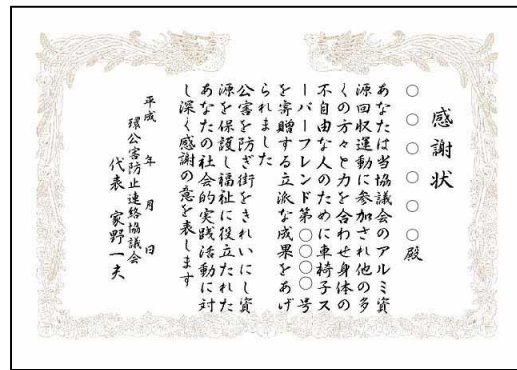 感謝状
○○○○○○殿
あなたは当協議会のアルミ資
源回収運動に参加され他の多
くの方々と力を合わせ身体の
不自由な人のために車椅子ス
ーパーフレンド第○○○○号
を寄贈する立派な成果をあげ
られました
公害を防ぎ街をきれいにし資
源を保護し福祉に役立たれた
あなたの社会的実践活動に対
し深く感謝の意を表します
平成　年　月　日
環公害防止連絡協議会
代表　家野一夫